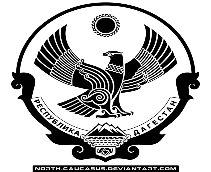 РЕСПУБЛИКА ДАГЕСТАН
NORTH-CAUCASUS.DEVIANTART.COM